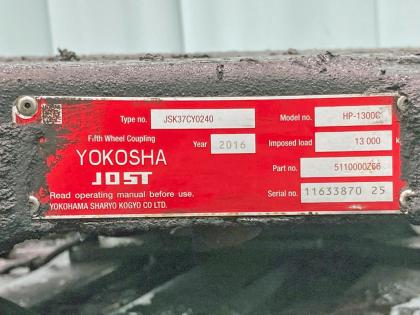 Type no. JSK37CY0240 Model no. HP-1300C
Fifth Wheel Coupling Year 2016 Imposed load 13 000
YOKOSHA Part no. 5110000Z66
JOST Serial no. 11633870 25
Read operating manual before use.
YOKOHAMA SHARYO KOGYO CO LTD.